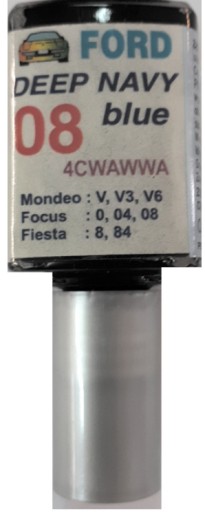 FORD
DEEP NAVY
08 blue
4CWAWWA
Mondeo : V, V3, V6
Focus : 0, 04, 08
Fiesta : 8, 84